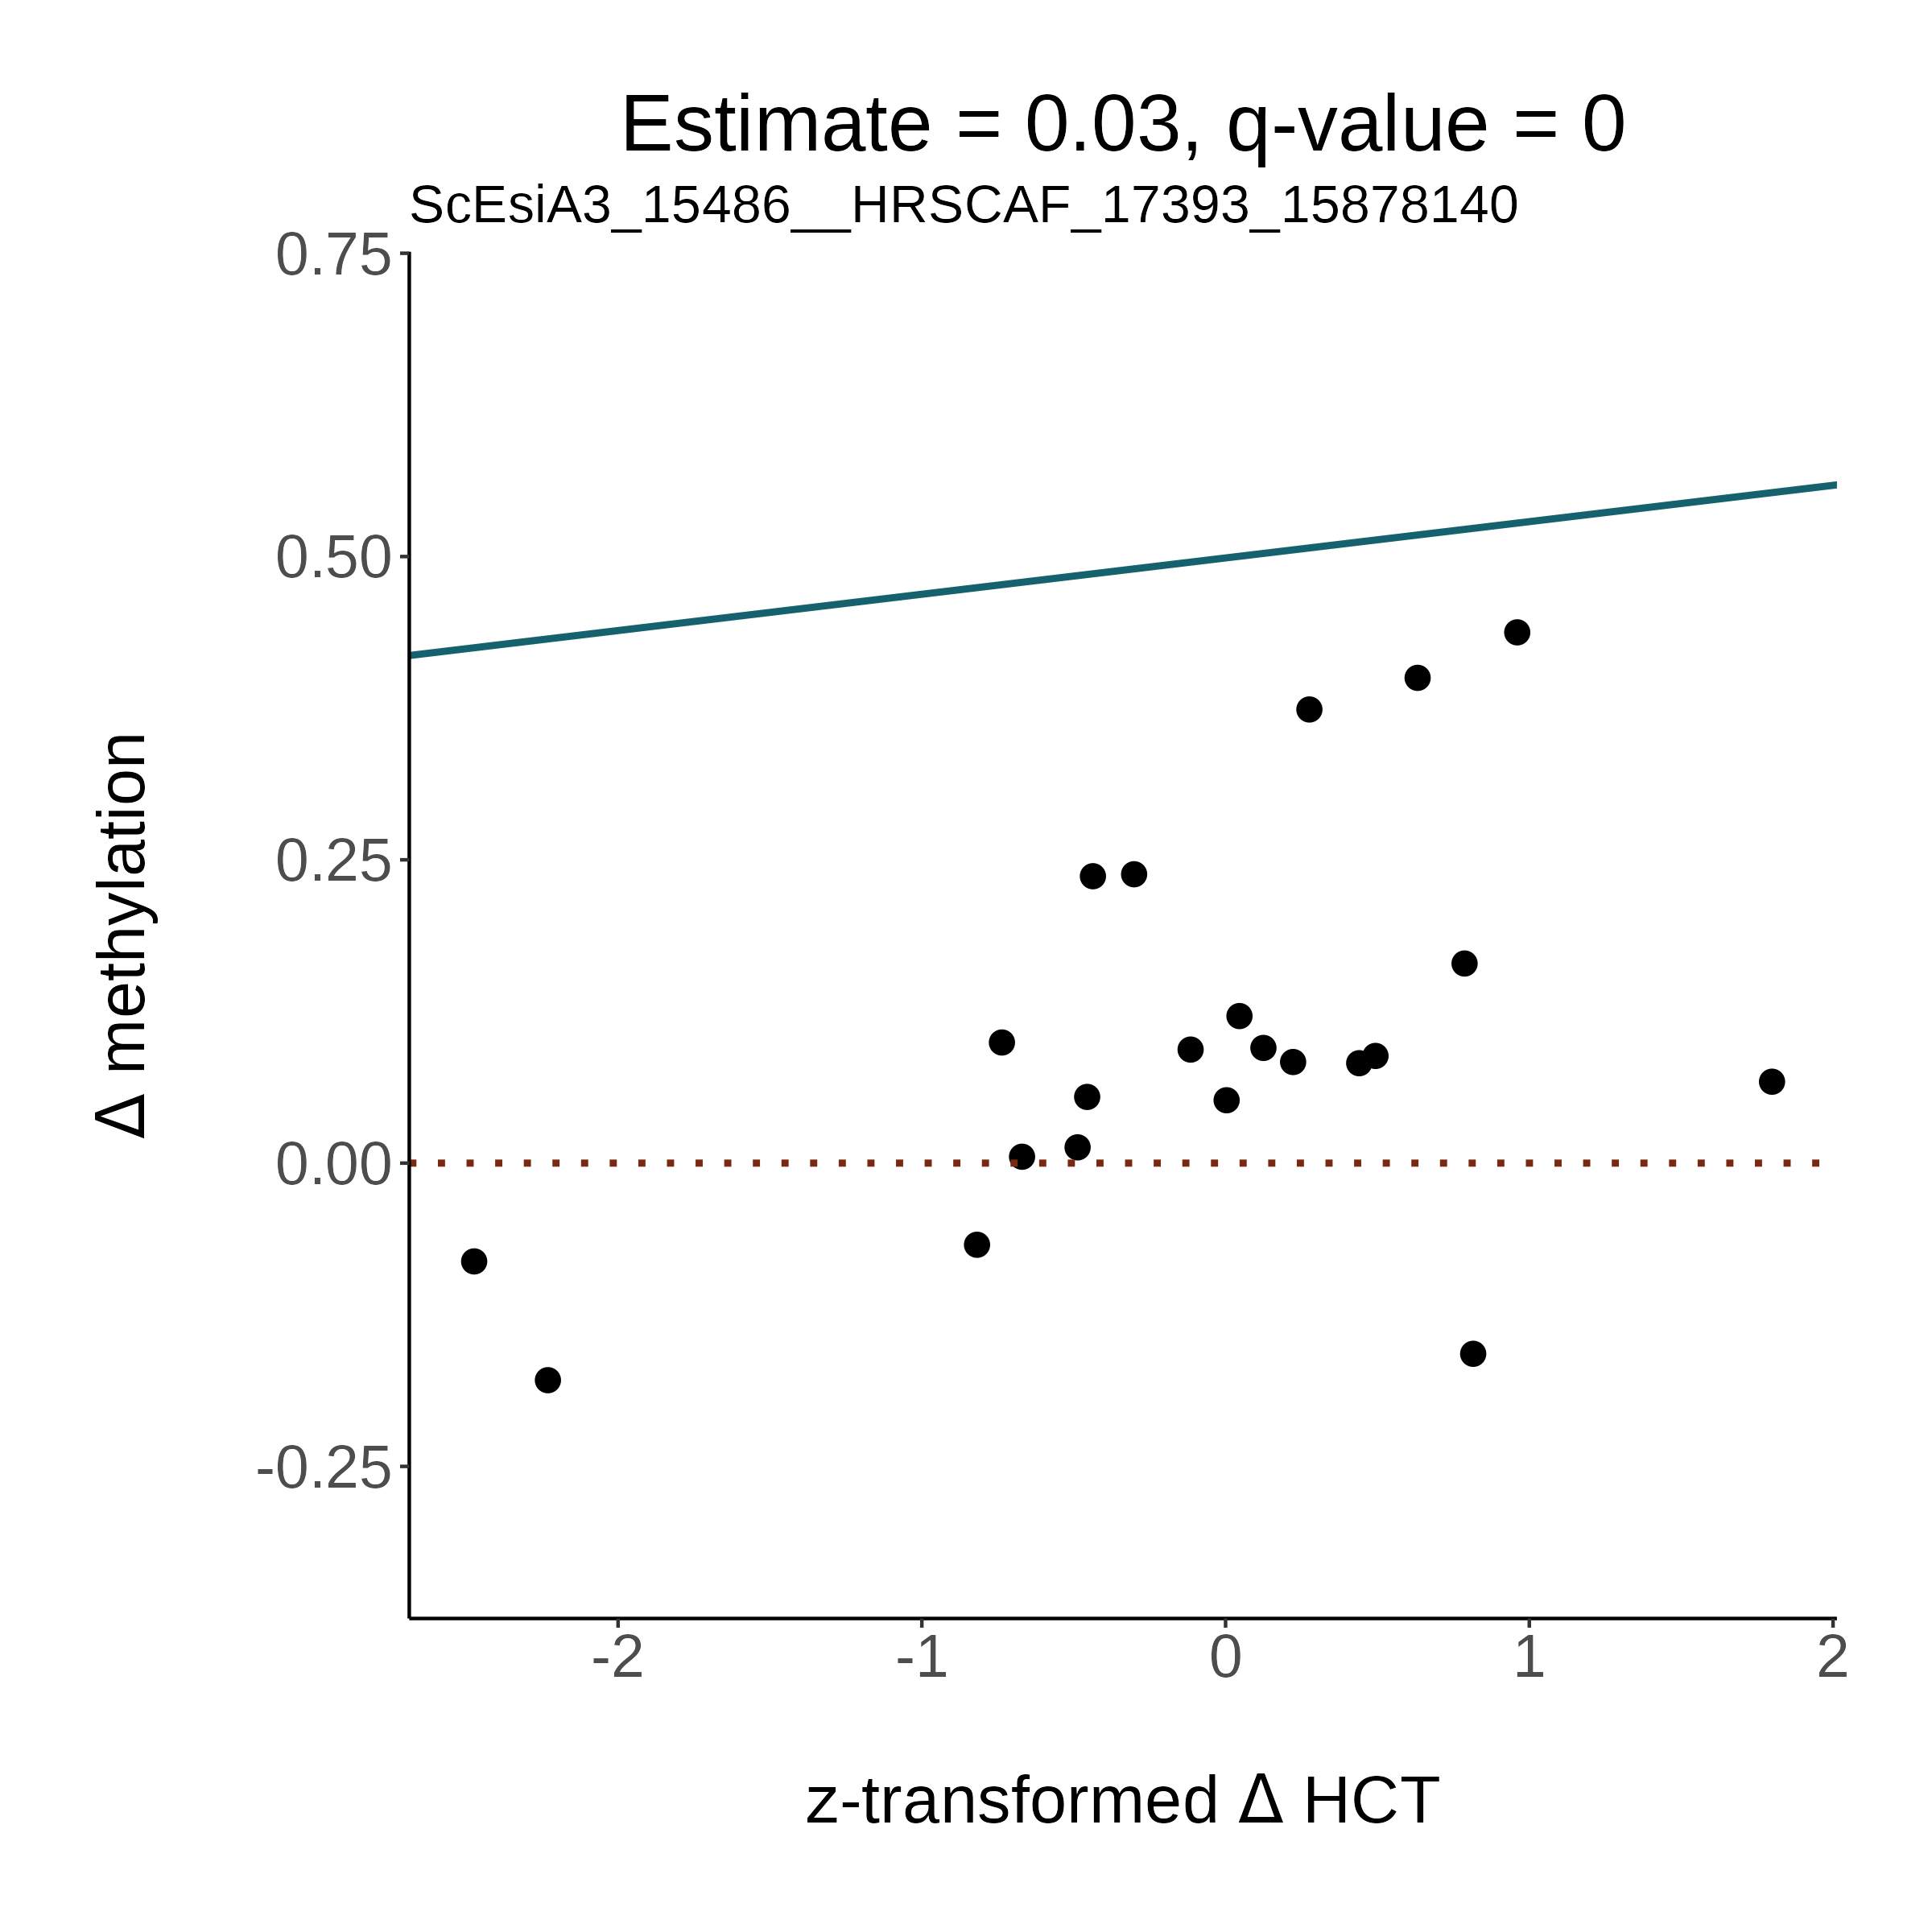 Estimate = 0.03, q-value = 0
ScEsiA3_15486__HRSCAF_17393_15878140
0.75
0.50
0.25
0.00
-0.25
Δ methylation
-2 -1 0 1 2
z-transformed Δ HCT